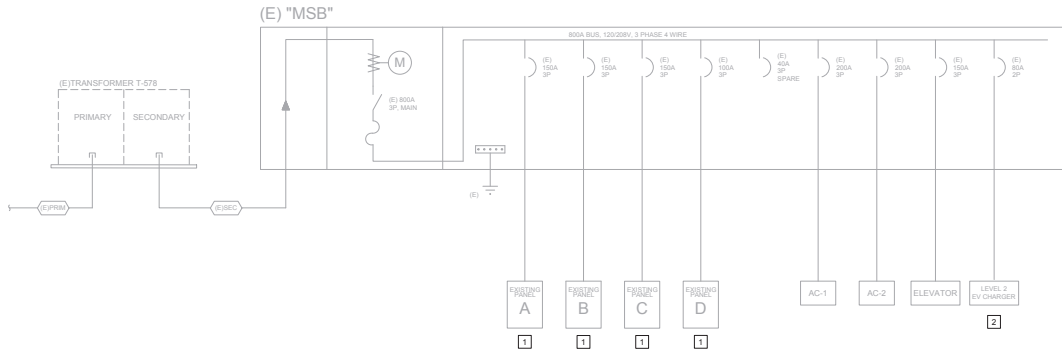 (E) "MSB"
800A BUS, 120/208V, 3 PHASE 4 WIRE
M
(E) 800A
3P, MAIN
(E)
150A
3P
(E)
150A
3P
(E)
150A
3P
(E)
100A
3P
(E)
40A
3P
SPARE
(E)
200A
3P
(E)
200A
3P
(E)
150A
3P
(E)
80A
2P
(E)TRANSFORMER T-578
PRIMARY
SECONDARY
(E)PRIM
(E)SEC
(E)
EXISTING
PANEL
A
1
EXISTING
PANEL
B
1
EXISTING
PANEL
C
1
EXISTING
PANEL
D
1
AC-1
AC-2
ELEVATOR
LEVEL 2
EV CHARGER
2